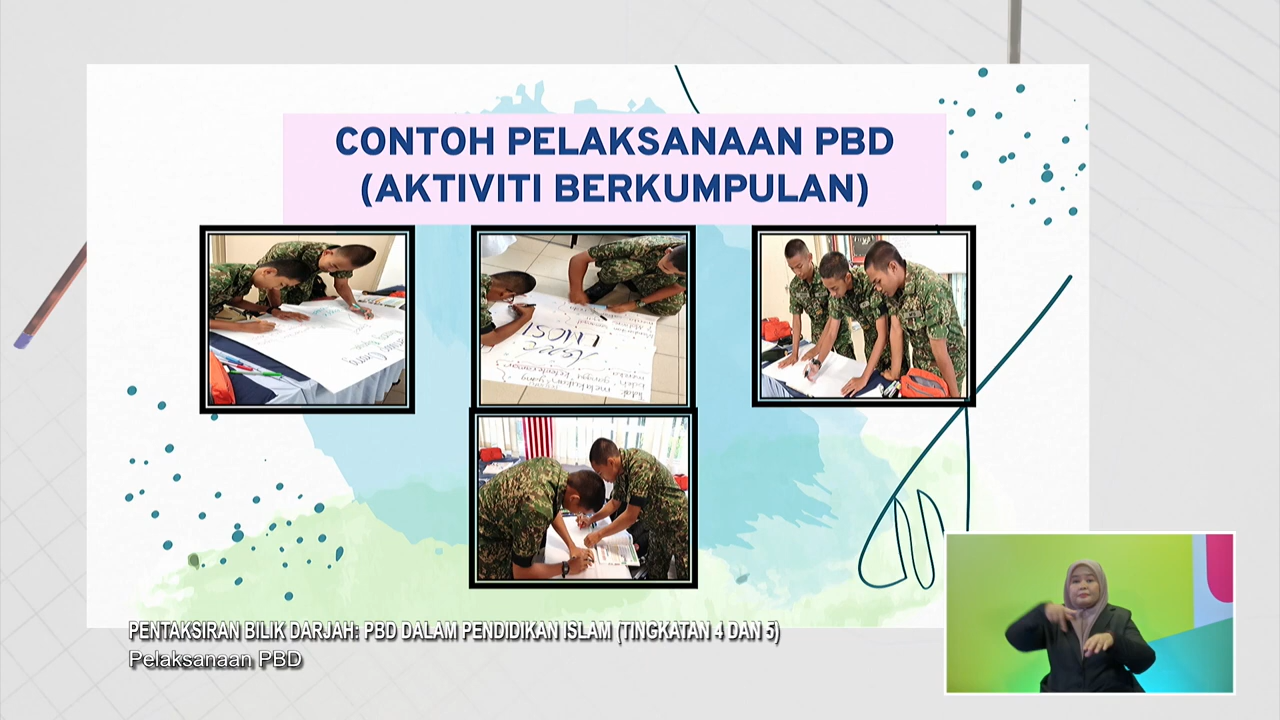 CONTOH PELAKSANAAN PBD
(AKTIVITI BERKUMPULAN)
PENTAKSIRAN BILIK DARJAH: PBD DALAM PENDIDIKAN ISLAM (TINGKATAN 4 DAN 5)
Pelaksanaan PBD